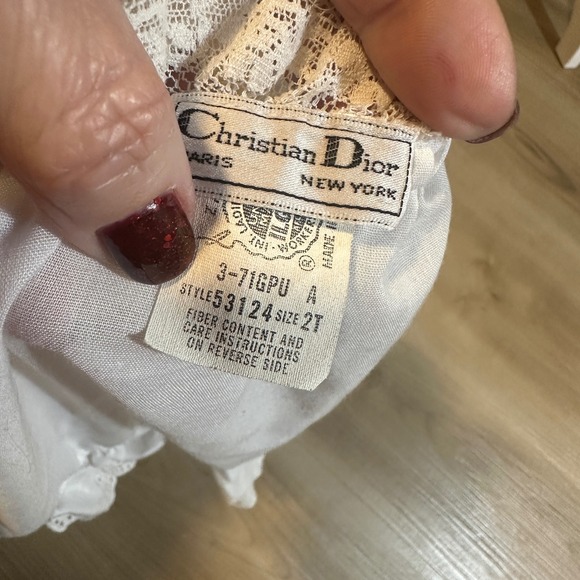 Christian Dior
PARIS NEW YORK
MADE
3-71GPU A
STYLE 53124 SIZE 2T
FIBER CONTENT AND
CARE INSTRUCTIONS
ON REVERSE SIDE